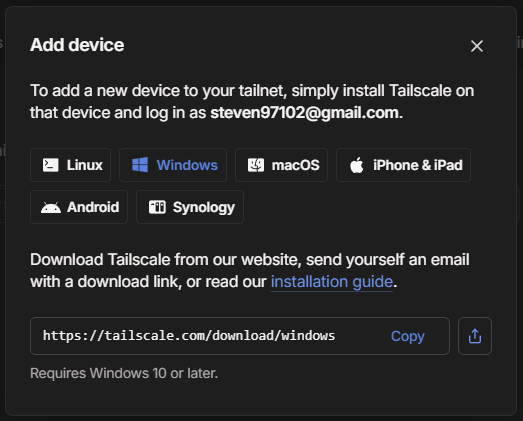 Add device
To add a new device to your tailnet, simply install Tailscale on
that device and log in as steven97102@gmail.com.
Linux
Windows
macOS
iPhone & iPad
Android
Synology
Download Tailscale from our website, send yourself an email
with a download link, or read our installation guide.
https://tailscale.com/download/windows
Copy
Requires Windows 10 or later.